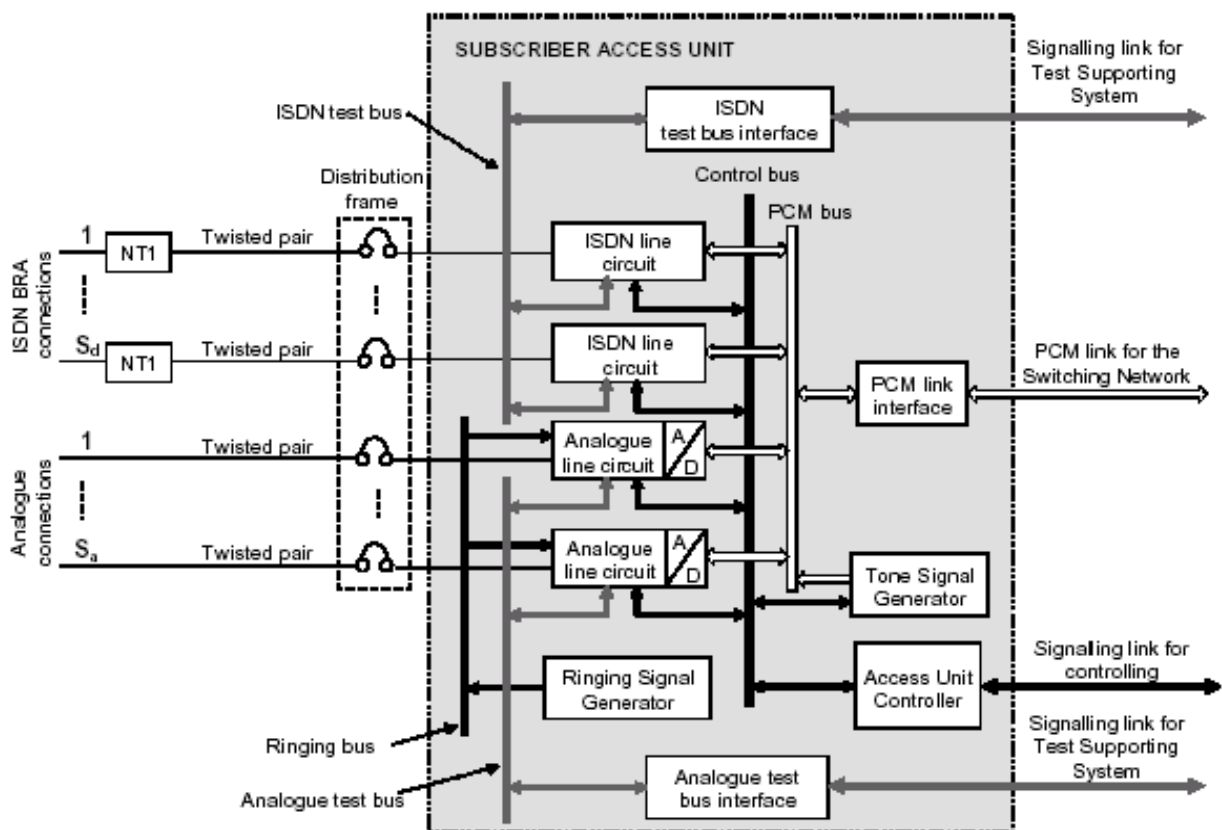 SUBSCRIBER ACCESS UNIT
Signalling link for
Test Supporting
System
ISDN test bus
ISDN
test bus interface
Distribution
frame
Control bus
PCM bus
ISDN BRA
connections
1
NT1
Twisted pair
ISDN line
circuit
Sd
NT1
Twisted pair
ISDN line
circuit
PCM link
interface
PCM link for the
Switching Network
Analogue
connections
1
Twisted pair
Analogue
line circuit
A
D
Sa
Twisted pair
Analogue
line circuit
A
D
Tone Signal
Generator
Ringing Signal
Generator
Access Unit
Controller
Signalling link for
controlling
Ringing bus
Analogue test bus
Analogue test
bus interface
Signalling link for
Test Supporting
System